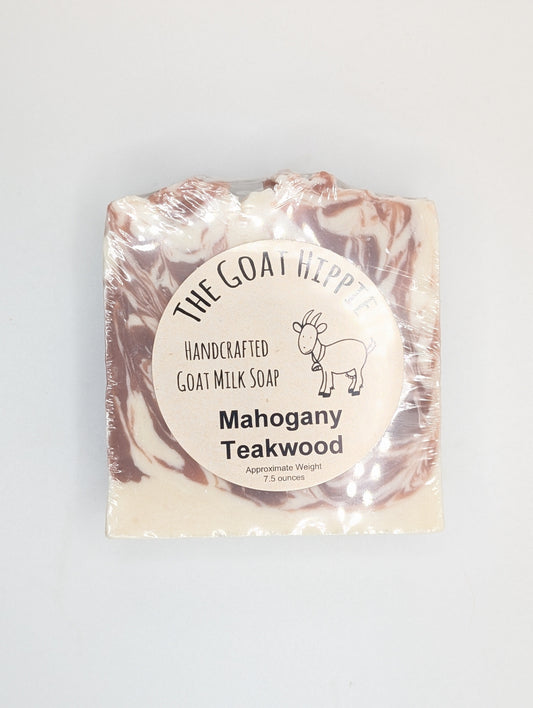 THE GOAT HIPPIE
HANDCRAFTED
GOAT MILK SOAP
Mahogany
Teakwood
Approximate Weight
7.5 ounces